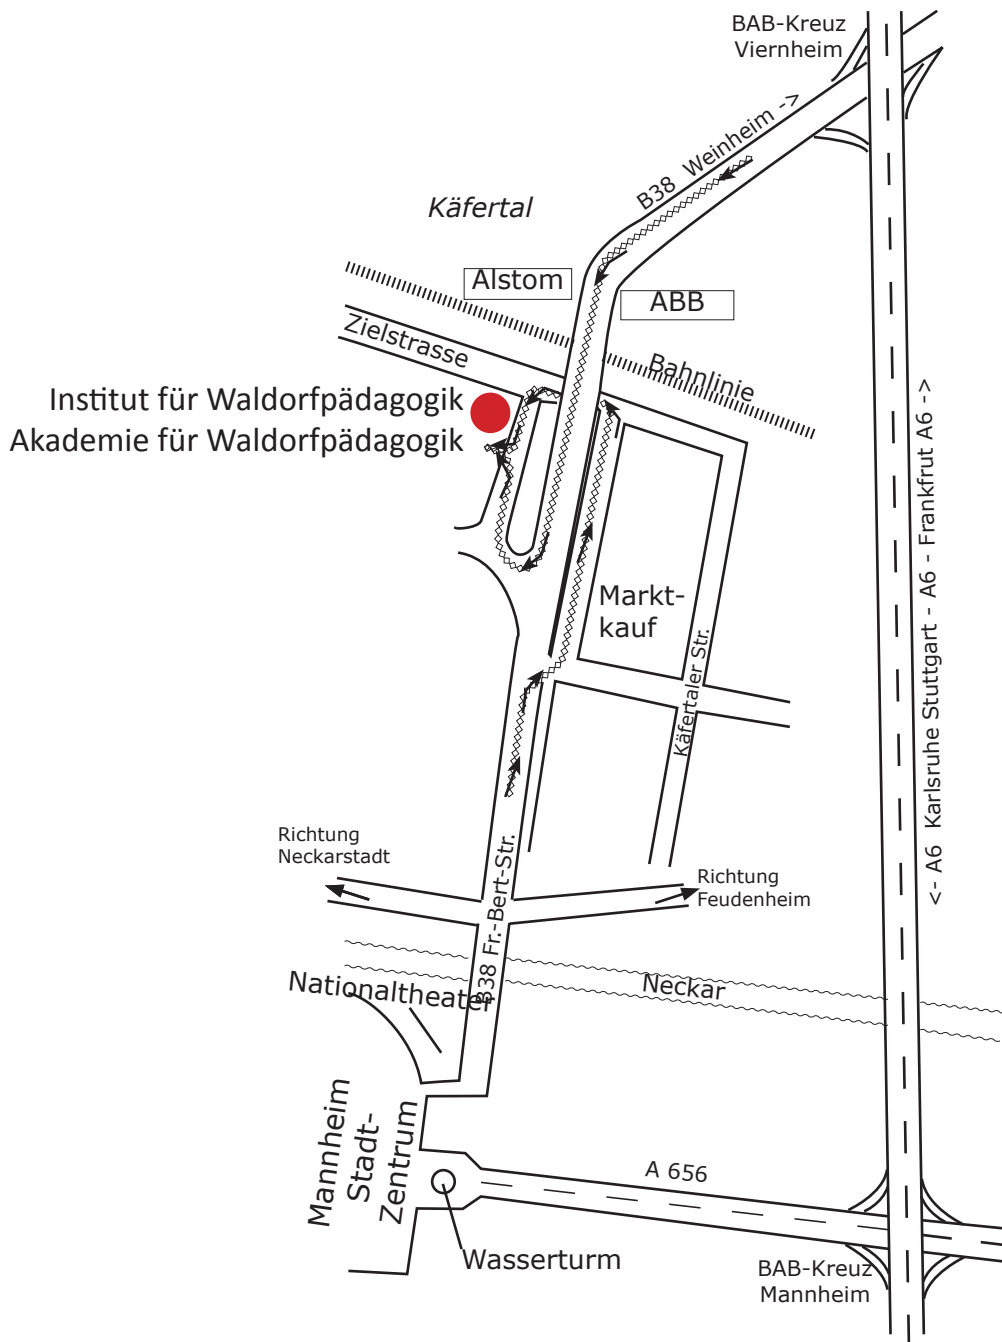 BAB-Kreuz
Viernheim
B38 Weinheim ->
Käfertal
Alstom
ABB
Zielstrasse
Bahnlinie
Institut für Waldorfpädagogik
Akademie für Waldorfpädagogik
<- A6 Karlsruhe Stuttgart - A6 - Frankfrut A6 ->
Markt-
kauf
Käfertaler Str.
Richtung
Neckarstadt
Richtung
Feudenheim
B38 Fr.-Bert-Str.
Nationaltheater
Neckar
Mannheim
Stadt-
Zentrum
A 656
Wasserturm
BAB-Kreuz
Mannheim